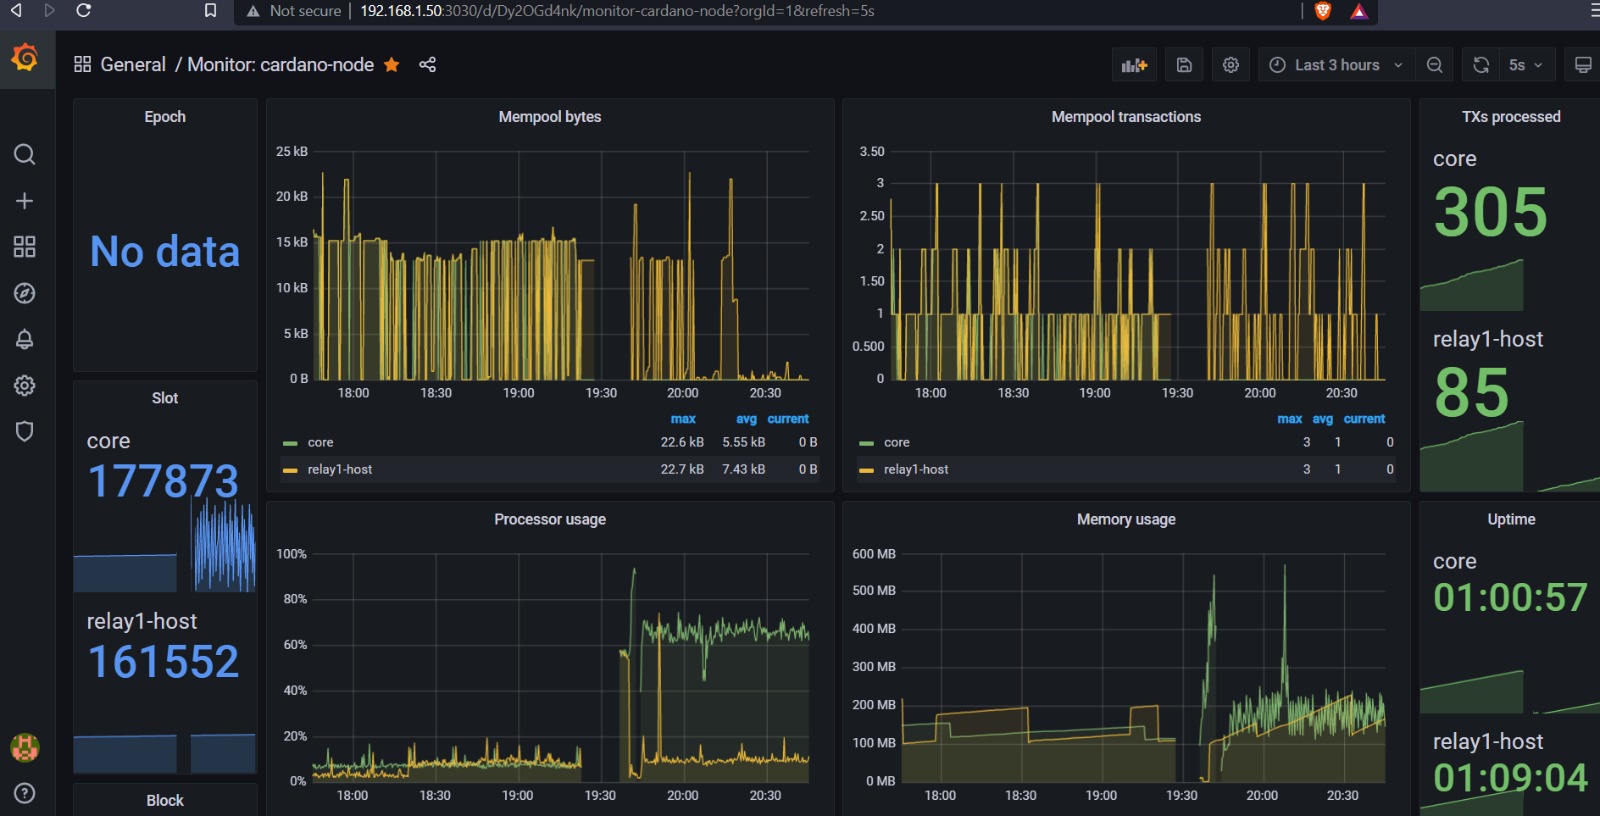 Not secure | 192.168.1.50:3030/d/Dy2OGd4nk/monitor-cardano-node?orgId=1&refresh=5s
General / Monitor: cardano-node
Last 3 hours
5s
Epoch
No data
Slot
core
177873
relay1-host
161552
Block
Mempool bytes
25 kB
20 kB
15 kB
10 kB
5 kB
0 B
18:00 18:30 19:00 19:30 20:00 20:30
max avg current
core 22.6 kB 5.55 kB 0 B
relay1-host 22.7 kB 7.43 kB 0 B
Mempool transactions
3.50
3
2.50
2
1.50
1
0.500
0
18:00 18:30 19:00 19:30 20:00 20:30
max avg current
core 3 1 0
relay1-host 3 1 0
TXs processed
core
305
relay1-host
85
Processor usage
100%
80%
60%
40%
20%
0%
18:00 18:30 19:00 19:30 20:00 20:30
Memory usage
600 MB
500 MB
400 MB
300 MB
200 MB
100 MB
0 MB
18:00 18:30 19:00 19:30 20:00 20:30
Uptime
core
01:00:57
relay1-host
01:09:04